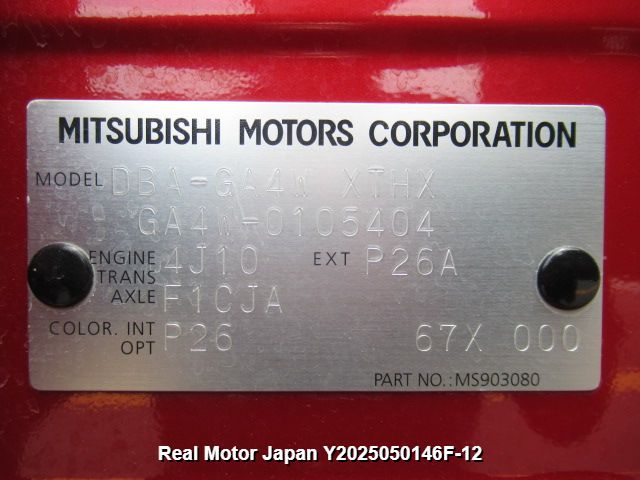 MITSUBISHI MOTORS CORPORATION
MODEL DBA-GA4W XTHX
GA4W-0105404
ENGINE 4J10 EXT P26A
TRANS
AXLE F1CJA
COLOR. INT P26 67X 000
OPT
PART NO.: MS903080
Real Motor Japan Y2025050146F-12